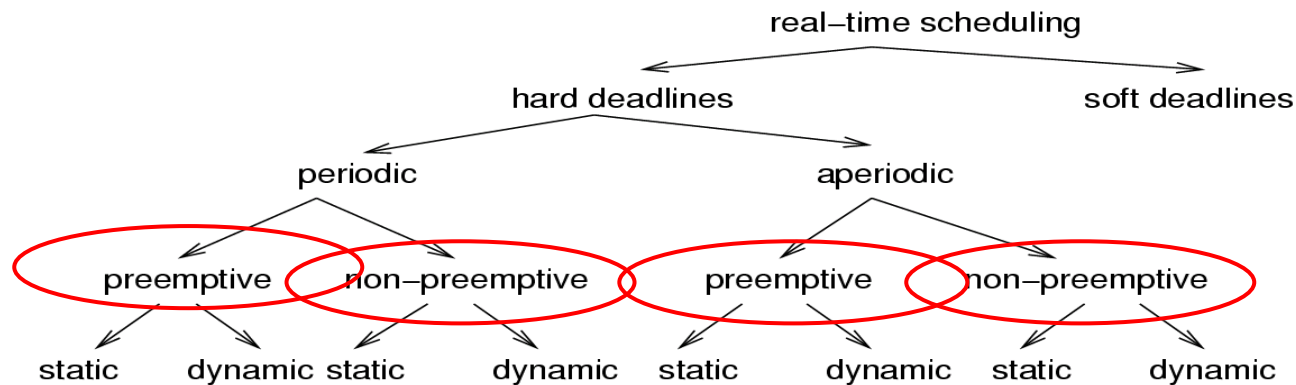 real−time scheduling
hard deadlines soft deadlines
periodic aperiodic
preemptive non−preemptive preemptive non−preemptive
static dynamic static dynamic static dynamic static dynamic